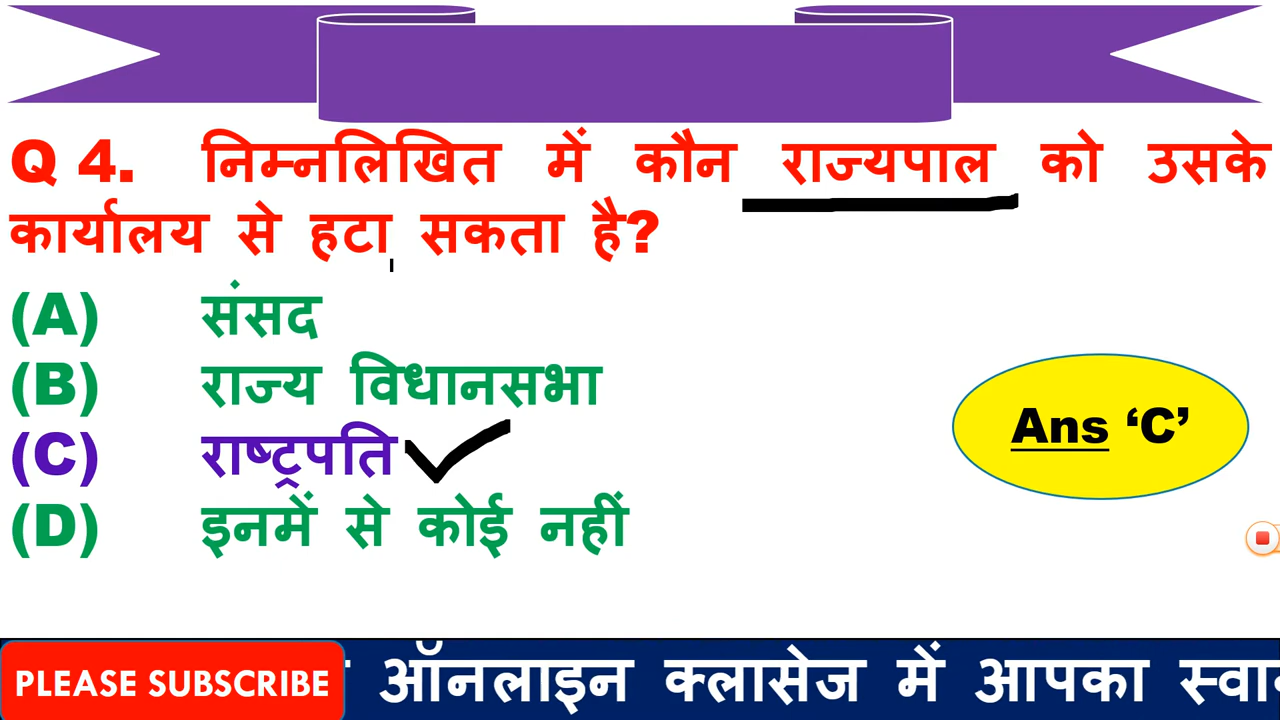 Q 4. निम्नलिखित में कौन राज्यपाल को उसके
कार्यालय से हटा सकता है?
(A) संसद
(B) राज्य विधानसभा
(C) राष्ट्रपति
(D) इनमें से कोई नहीं
Ans ‘C’
PLEASE SUBSCRIBE
ऑनलाइन क्लासेज में आपका